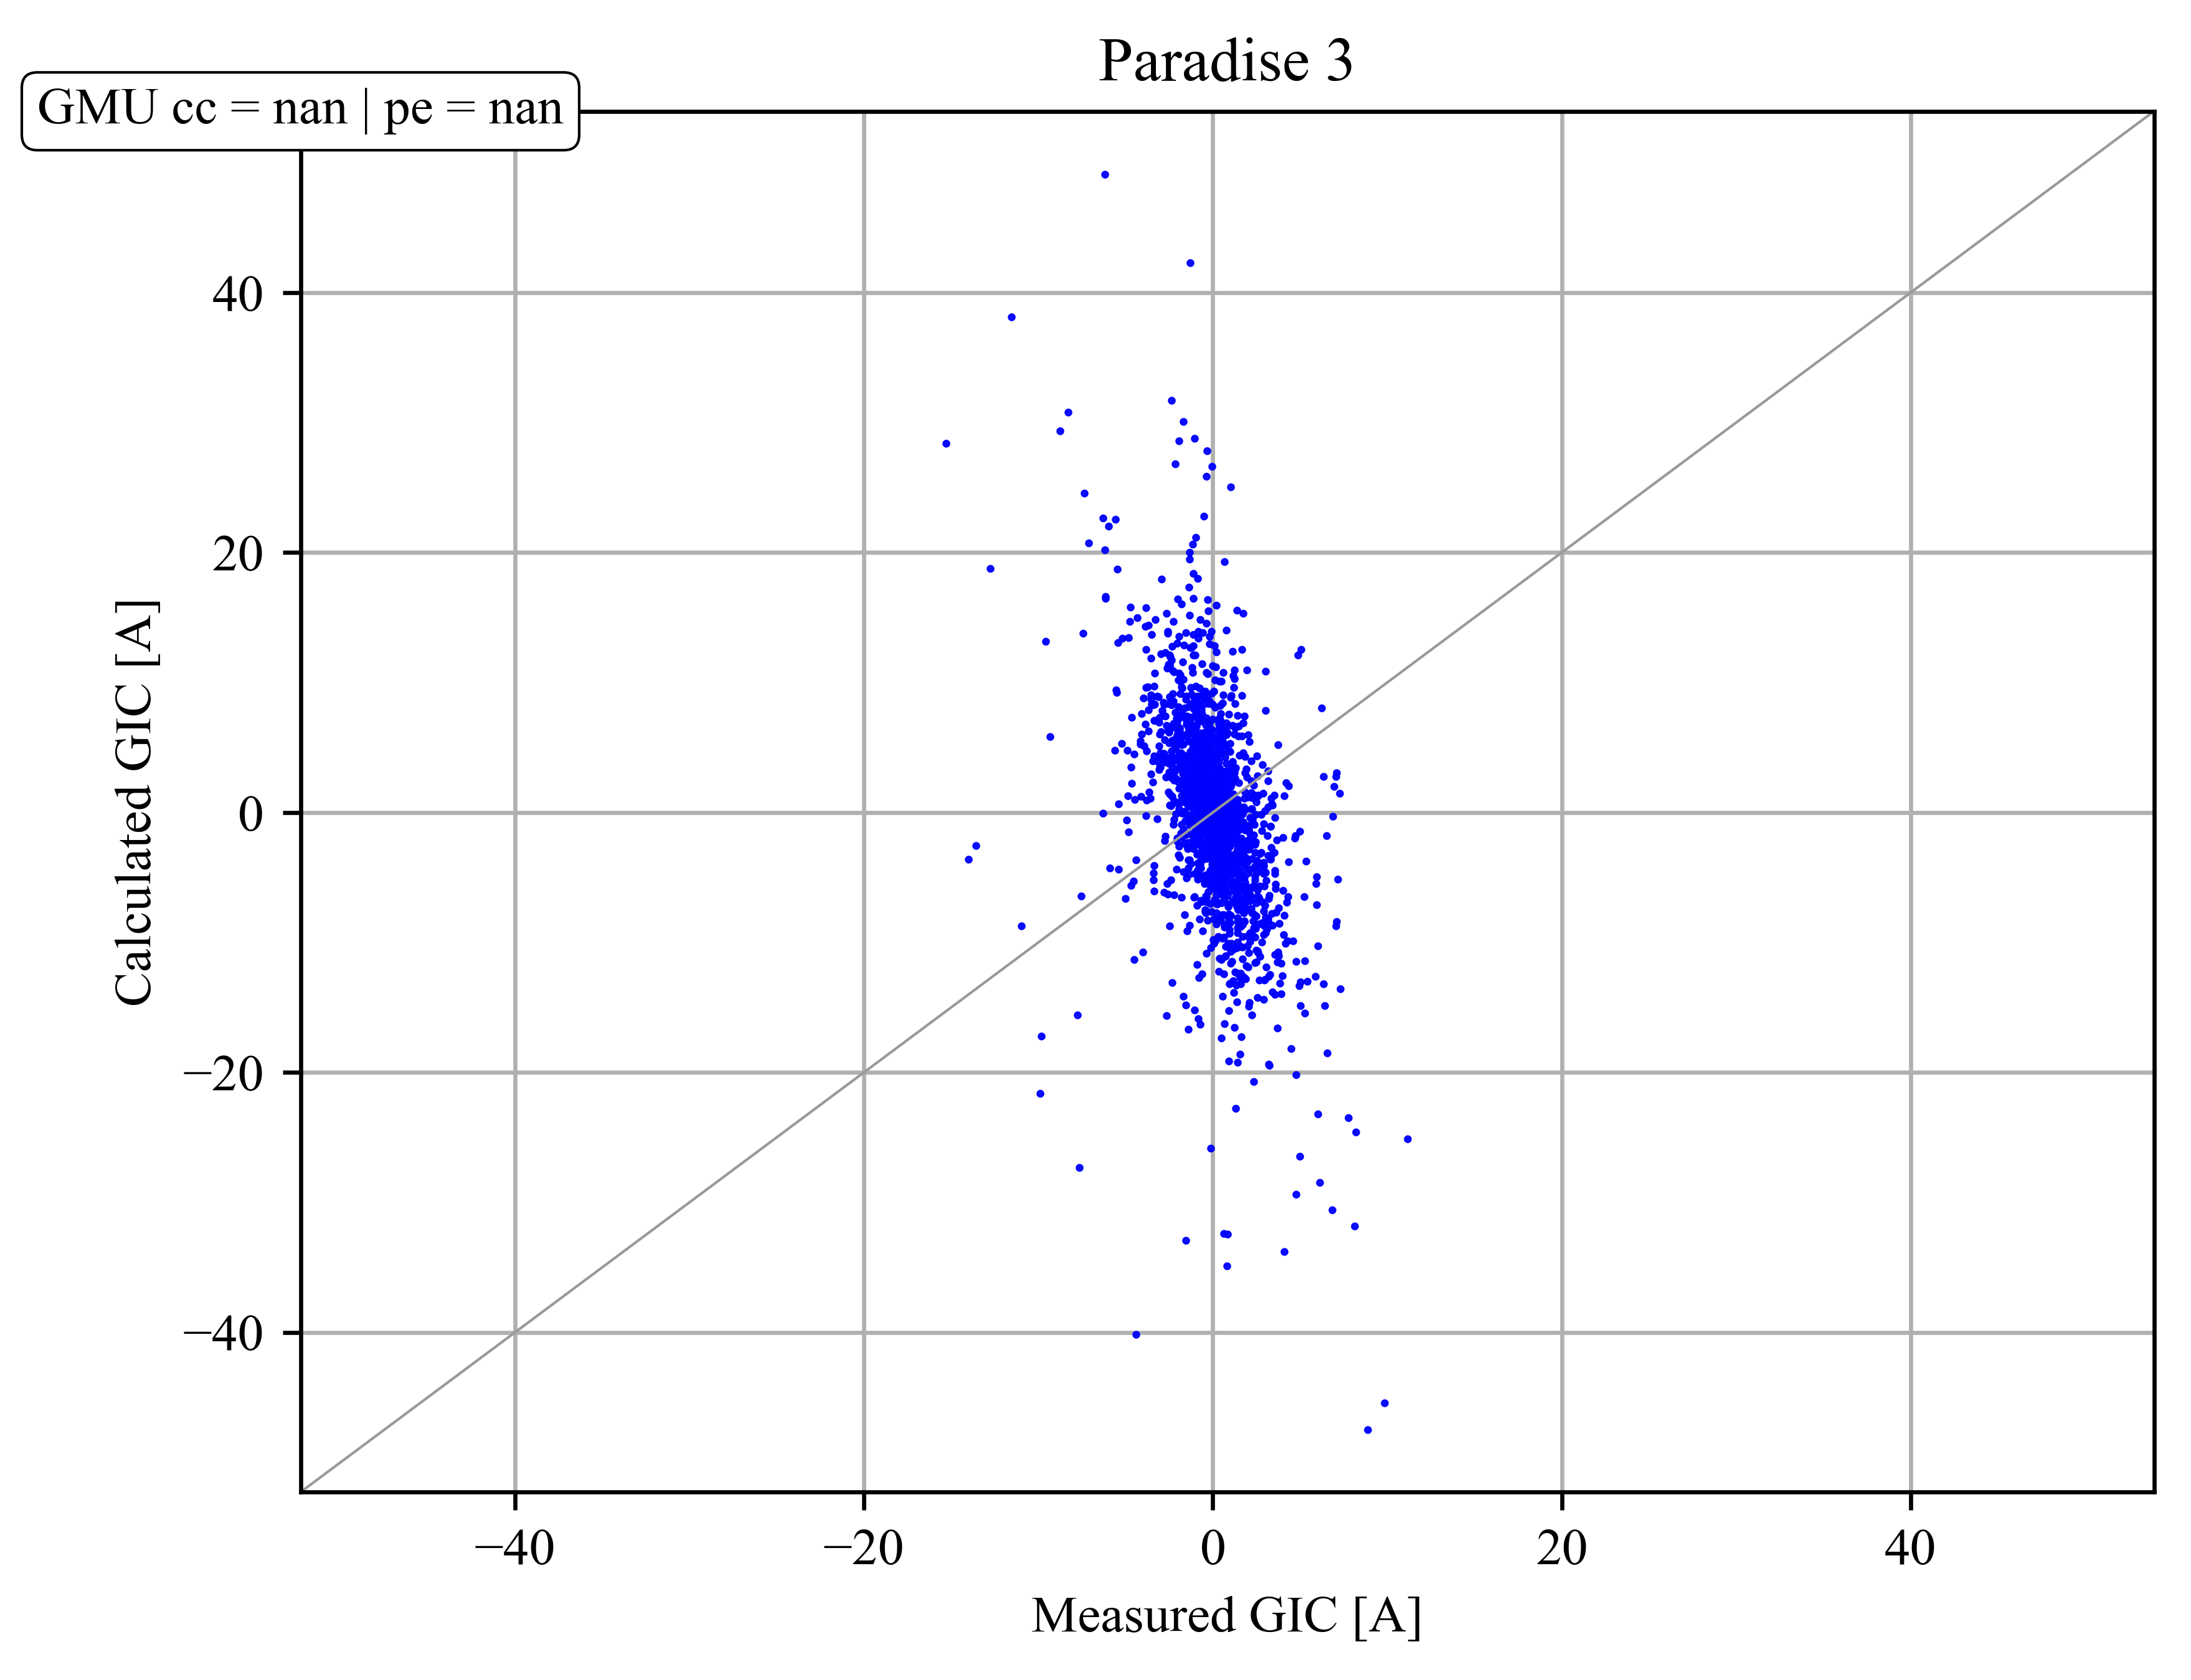 Paradise 3
GMU cc = nan | pe = nan
Calculated GIC [A]
40
20
0
−20
−40
−40
−20
0
20
40
Measured GIC [A]